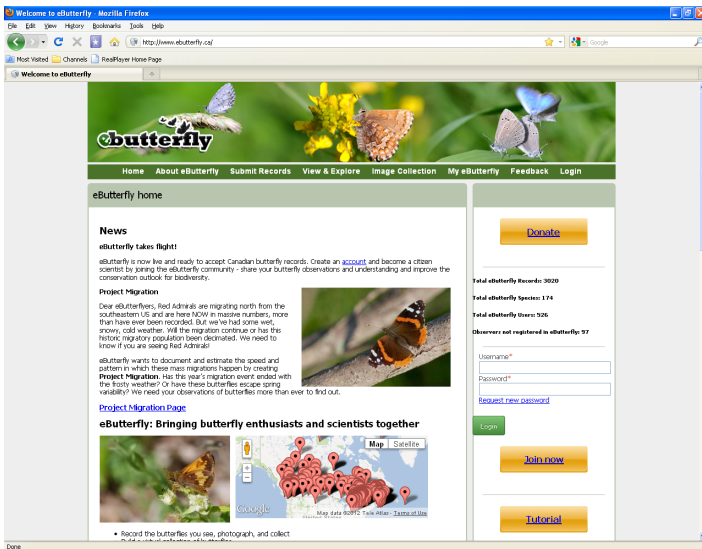 Welcome to eButterfly - Mozilla Firefox
File Edit View History Bookmarks Tools Help
http://www.ebutterfly.ca/
Google
Most Visited Channels RealPlayer Home Page
Welcome to eButterfly
ebutterfly
Home About eButterfly Submit Records View & Explore Image Collection My eButterfly Feedback Login
eButterfly home
News
eButterfly takes flight!
eButterfly is now live and ready to accept Canadian butterfly records. Create an account and become a citizen
scientist by joining the eButterfly community - share your butterfly observations and understanding and improve the
conservation outlook for biodiversity.
Project Migration
Dear eButterflyers, Red Admirals are migrating north from the
southeastern US and are here NOW in massive numbers, more
than have ever been recorded. But we've had some wet,
snowy, cold weather. Will the migration continue or has this
historic migratory population been decimated. We need to
know if you are seeing Red Admirals!
eButterfly wants to document and estimate the speed and
pattern in which these mass migrations happen by creating
Project Migration. Has this year's migration event ended with
the frosty weather? Or have these butterflies escape spring
variability? We need your observations of butterflies more than ever to find out.
Project Migration Page
eButterfly: Bringing butterfly enthusiasts and scientists together
Map Satellite
Google
Map data ©2012 Tele Atlas - Terms of Use
• Record the butterflies you see, photograph, and collect
Donate
Total eButterfly Records: 3020
Total eButterfly Species: 174
Total eButterfly Users: 526
Observers not registered in eButterfly: 97
Username*
Password*
Request new password
Login
Join now
Tutorial
Done